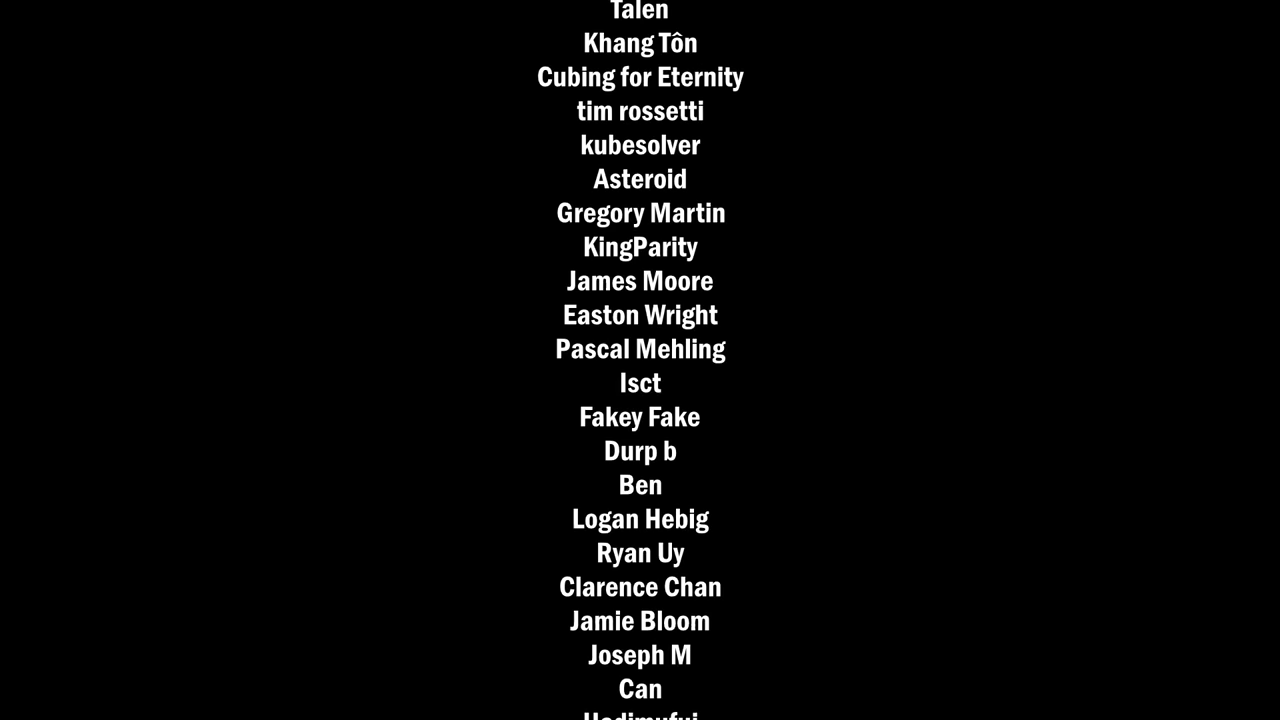 Talen
Khang Tôn
Cubing for Eternity
tim rossetti
kubesolver
Asteroid
Gregory Martin
KingParity
James Moore
Easton Wright
Pascal Mehling
lsct
Fakey Fake
Durp b
Ben
Logan Hebig
Ryan Uy
Clarence Chan
Jamie Bloom
Joseph M
Can